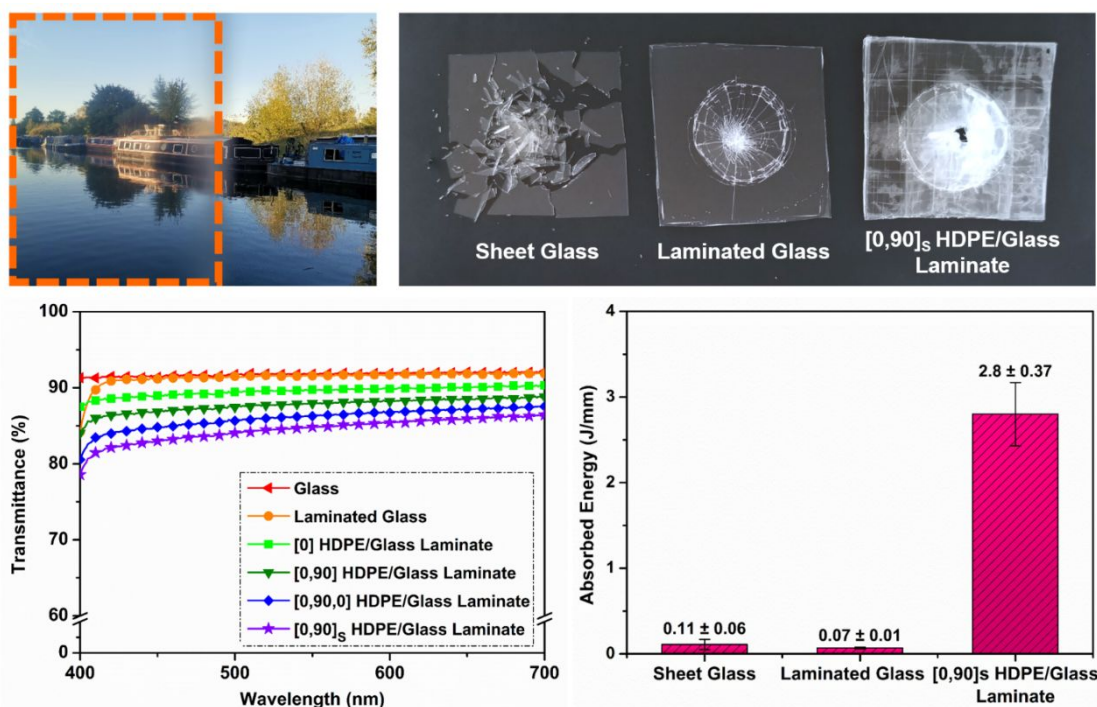 Sheet Glass
Laminated Glass
[0,90]s HDPE/Glass
Laminate
100
90
80
70
60
0
Transmittance (%)
400
500
600
700
Wavelength (nm)
Glass
Laminated Glass
[0] HDPE/Glass Laminate
[0,90] HDPE/Glass Laminate
[0,90,0] HDPE/Glass Laminate
[0,90]s HDPE/Glass Laminate
4
3
2
1
0
Absorbed Energy (J/mm)
0.11 ± 0.06
0.07 ± 0.01
2.8 ± 0.37
Sheet Glass
Laminated Glass
[0,90]s HDPE/Glass
Laminate